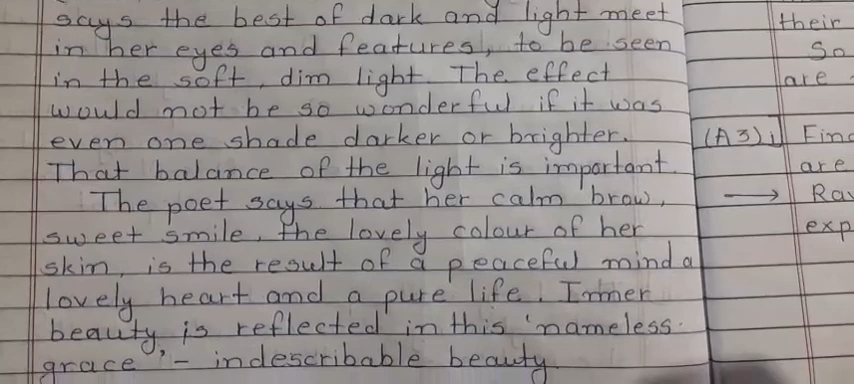 says the best of dark and light meet
in her eyes and features, to be seen
in the soft, dim light. The effect
would not be so wonderful if it was
even one shade darker or brighter.
That balance of the light is important.
The poet says that her calm brow,
sweet smile, the lovely colour of her
skin, is the result of a peaceful mind a
lovely heart and a pure life. Inner
beauty is reflected in this 'nameless
grace' - indescribable beauty
their
So
are
(A3) i) Find
are
→
exp